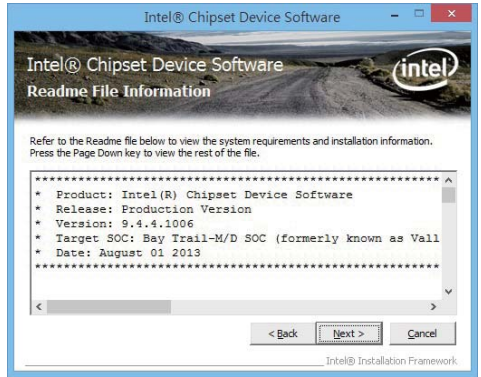 Intel® Chipset Device Software
Intel® Chipset Device Software
intel
Readme File Information
Refer to the Readme file below to view the system requirements and installation information.
Press the Page Down key to view the rest of the file.
************************************************************
* Product: Intel(R) Chipset Device Software
* Release: Production Version
* Version: 9.4.4.1006
* Target SOC: Bay Trail-M/D SOC (formerly known as Vall
* Date: August 01 2013
************************************************************
< Back Next > Cancel
Intel® Installation Framework